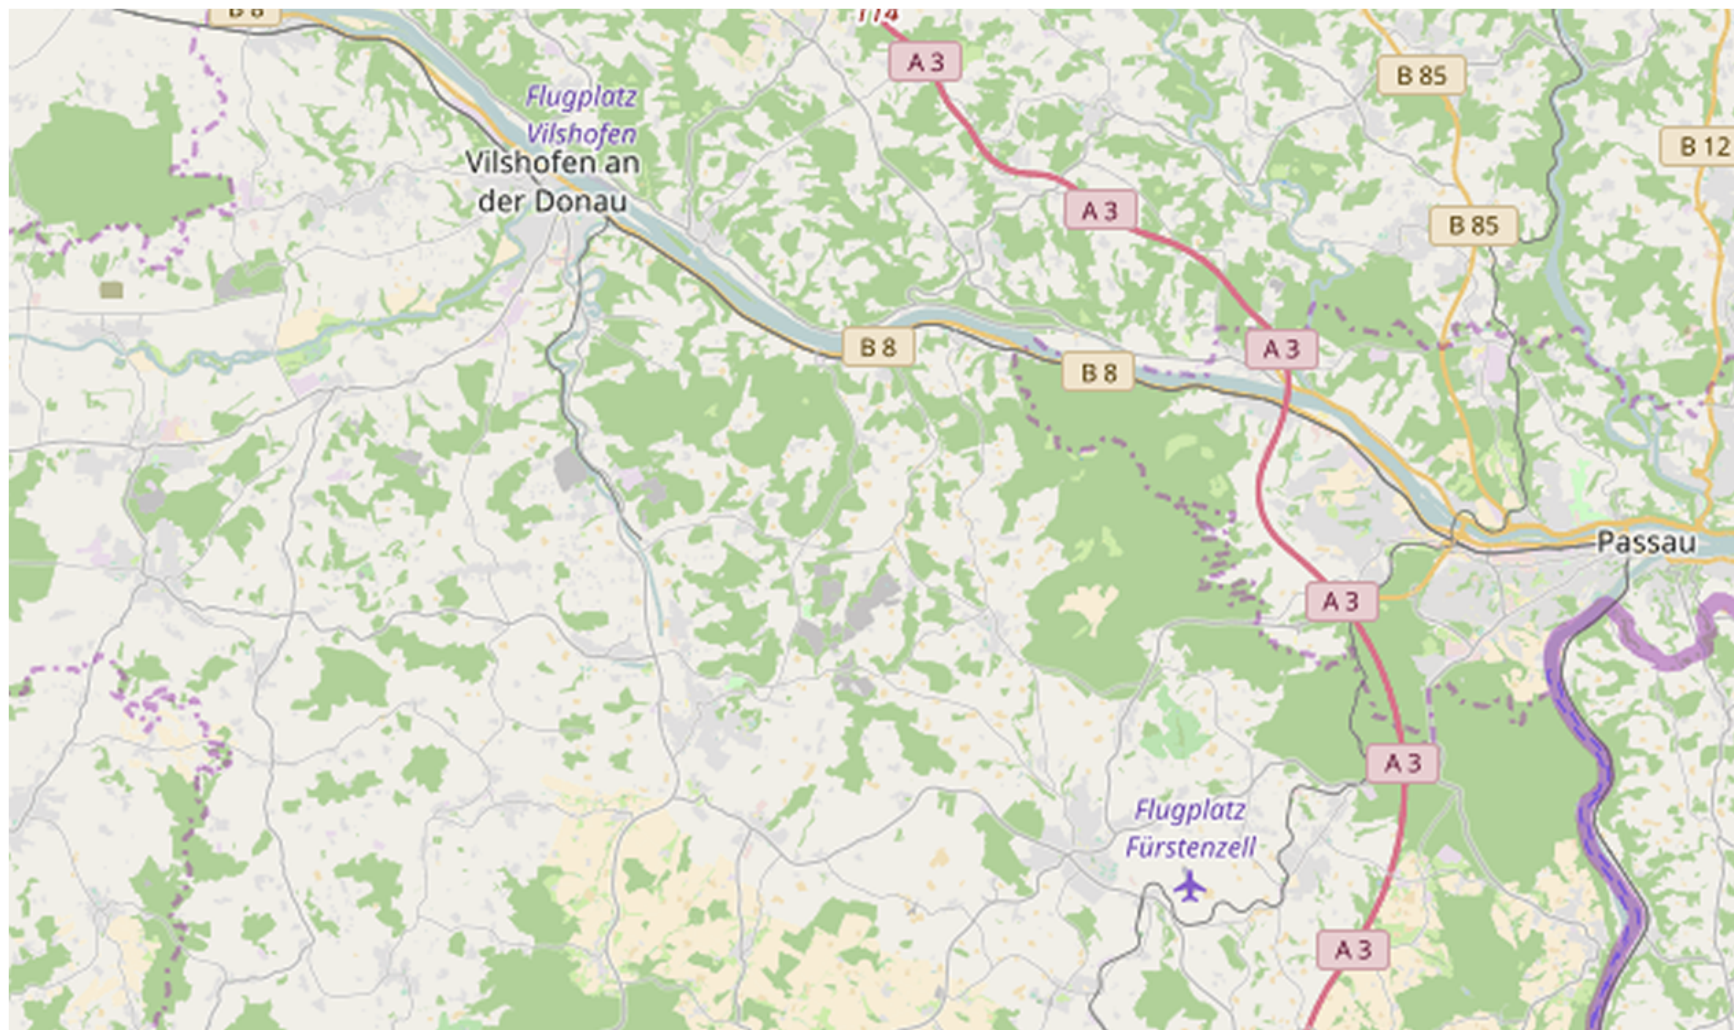 B 8
A 3
B 85
Flugplatz
Vilshofen
B 12
Vilshofen an
der Donau
A 3
B 85
B 8
A 3
B 8
Passau
A 3
A 3
Flugplatz
Fürstenzell
A 3